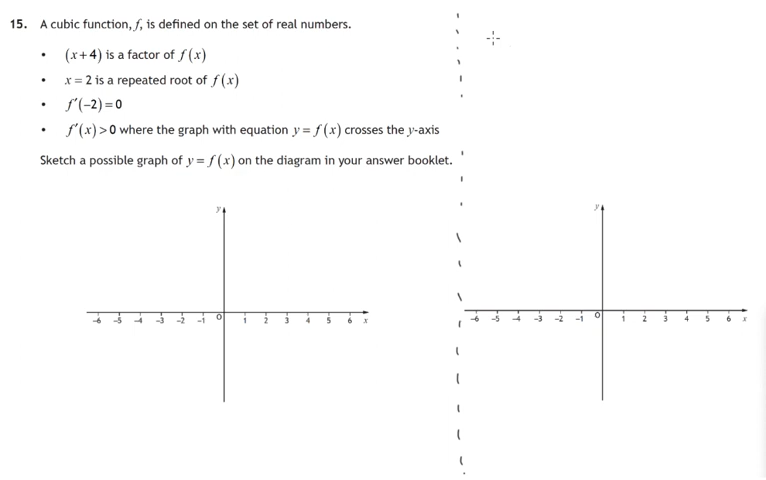 15. A cubic function, f, is defined on the set of real numbers.
• (x+4) is a factor of f(x)
• x = 2 is a repeated root of f(x)
• f′(−2) = 0
• f′(x) > 0 where the graph with equation y = f(x) crosses the y-axis
Sketch a possible graph of y = f(x) on the diagram in your answer booklet.
y
−6 −5 −4 −3 −2 −1 O 1 2 3 4 5 6 x
y
−6 −5 −4 −3 −2 −1 O 1 2 3 4 5 6 x